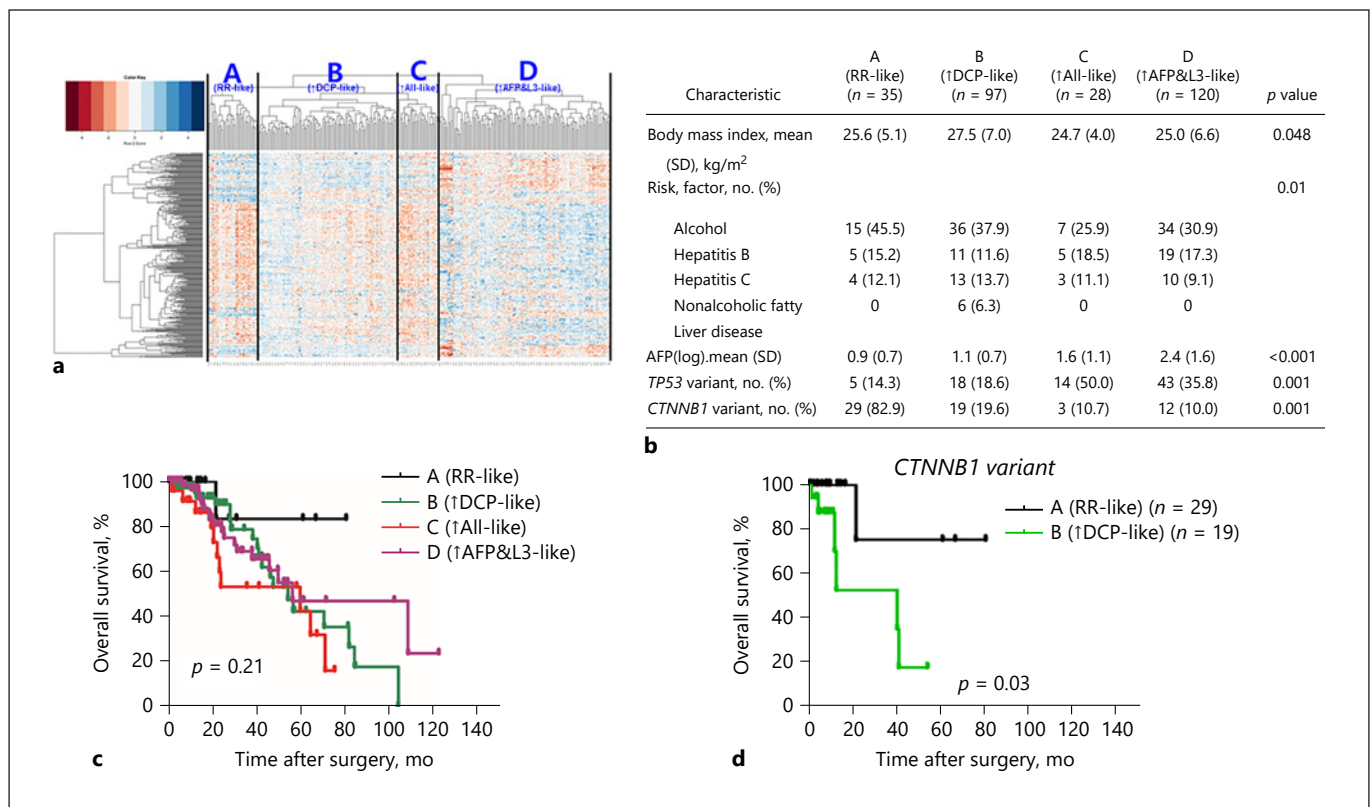 Color Key
Row Z-Score
A
(RR-like)
B
(↑DCP-like)
C
(↑All-like)
D
(↑AFP&L3-like)
a
Characteristic
A
(RR-like)
(n = 35)
B
(↑DCP-like)
(n = 97)
C
(↑All-like)
(n = 28)
D
(↑AFP&L3-like)
(n = 120)
p value
Body mass index, mean 25.6 (5.1) 27.5 (7.0) 24.7 (4.0) 25.0 (6.6) 0.048
(SD), kg/m²
Risk, factor, no. (%) 0.01
Alcohol 15 (45.5) 36 (37.9) 7 (25.9) 34 (30.9)
Hepatitis B 5 (15.2) 11 (11.6) 5 (18.5) 19 (17.3)
Hepatitis C 4 (12.1) 13 (13.7) 3 (11.1) 10 (9.1)
Nonalcoholic fatty 0 6 (6.3) 0 0
Liver disease
AFP(log).mean (SD) 0.9 (0.7) 1.1 (0.7) 1.6 (1.1) 2.4 (1.6) <0.001
TP53 variant, no. (%) 5 (14.3) 18 (18.6) 14 (50.0) 43 (35.8) 0.001
CTNNB1 variant, no. (%) 29 (82.9) 19 (19.6) 3 (10.7) 12 (10.0) 0.001
b
A (RR-like)
B (↑DCP-like)
C (↑All-like)
D (↑AFP&L3-like)
Overall survival, %
100
80
60
40
20
0
p = 0.21
0 20 40 60 80 100 120 140
Time after surgery, mo
c
CTNNB1 variant
A (RR-like) (n = 29)
B (↑DCP-like) (n = 19)
Overall survival, %
100
80
60
40
20
0
p = 0.03
0 20 40 60 80 100 120 140
Time after surgery, mo
d